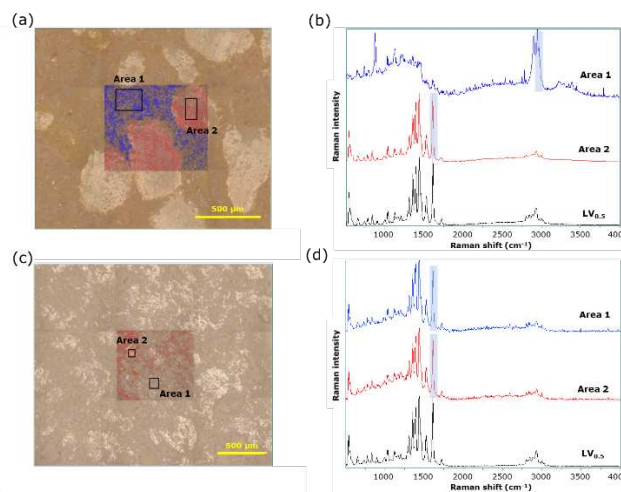 (a)
Area 1
Area 2
500 µm
(b)
Raman intensity
Area 1
Area 2
LV0.5
1000 1500 2000 2500 3000 3500 4000
Raman shift (cm⁻¹)
(c)
Area 2
Area 1
500 µm
(d)
Raman intensity
Area 1
Area 2
LV0.5
1000 1500 2000 2500 3000 3500 4000
Raman shift (cm⁻¹)